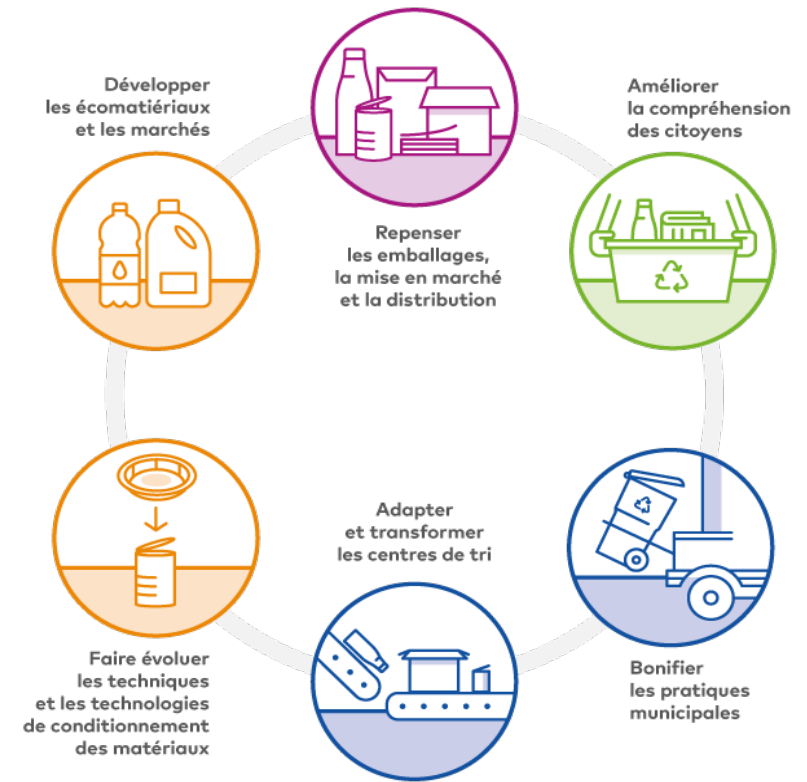 Développer
les écomatiériaux
et les marchés
Repenser
les emballages,
la mise en marché
et la distribution
Améliorer
la compréhension
des citoyens
Faire évoluer
les techniques
et les technologies
de conditionnement
des matériaux
Adapter
et transformer
les centres de tri
Bonifier
les pratiques
municipales